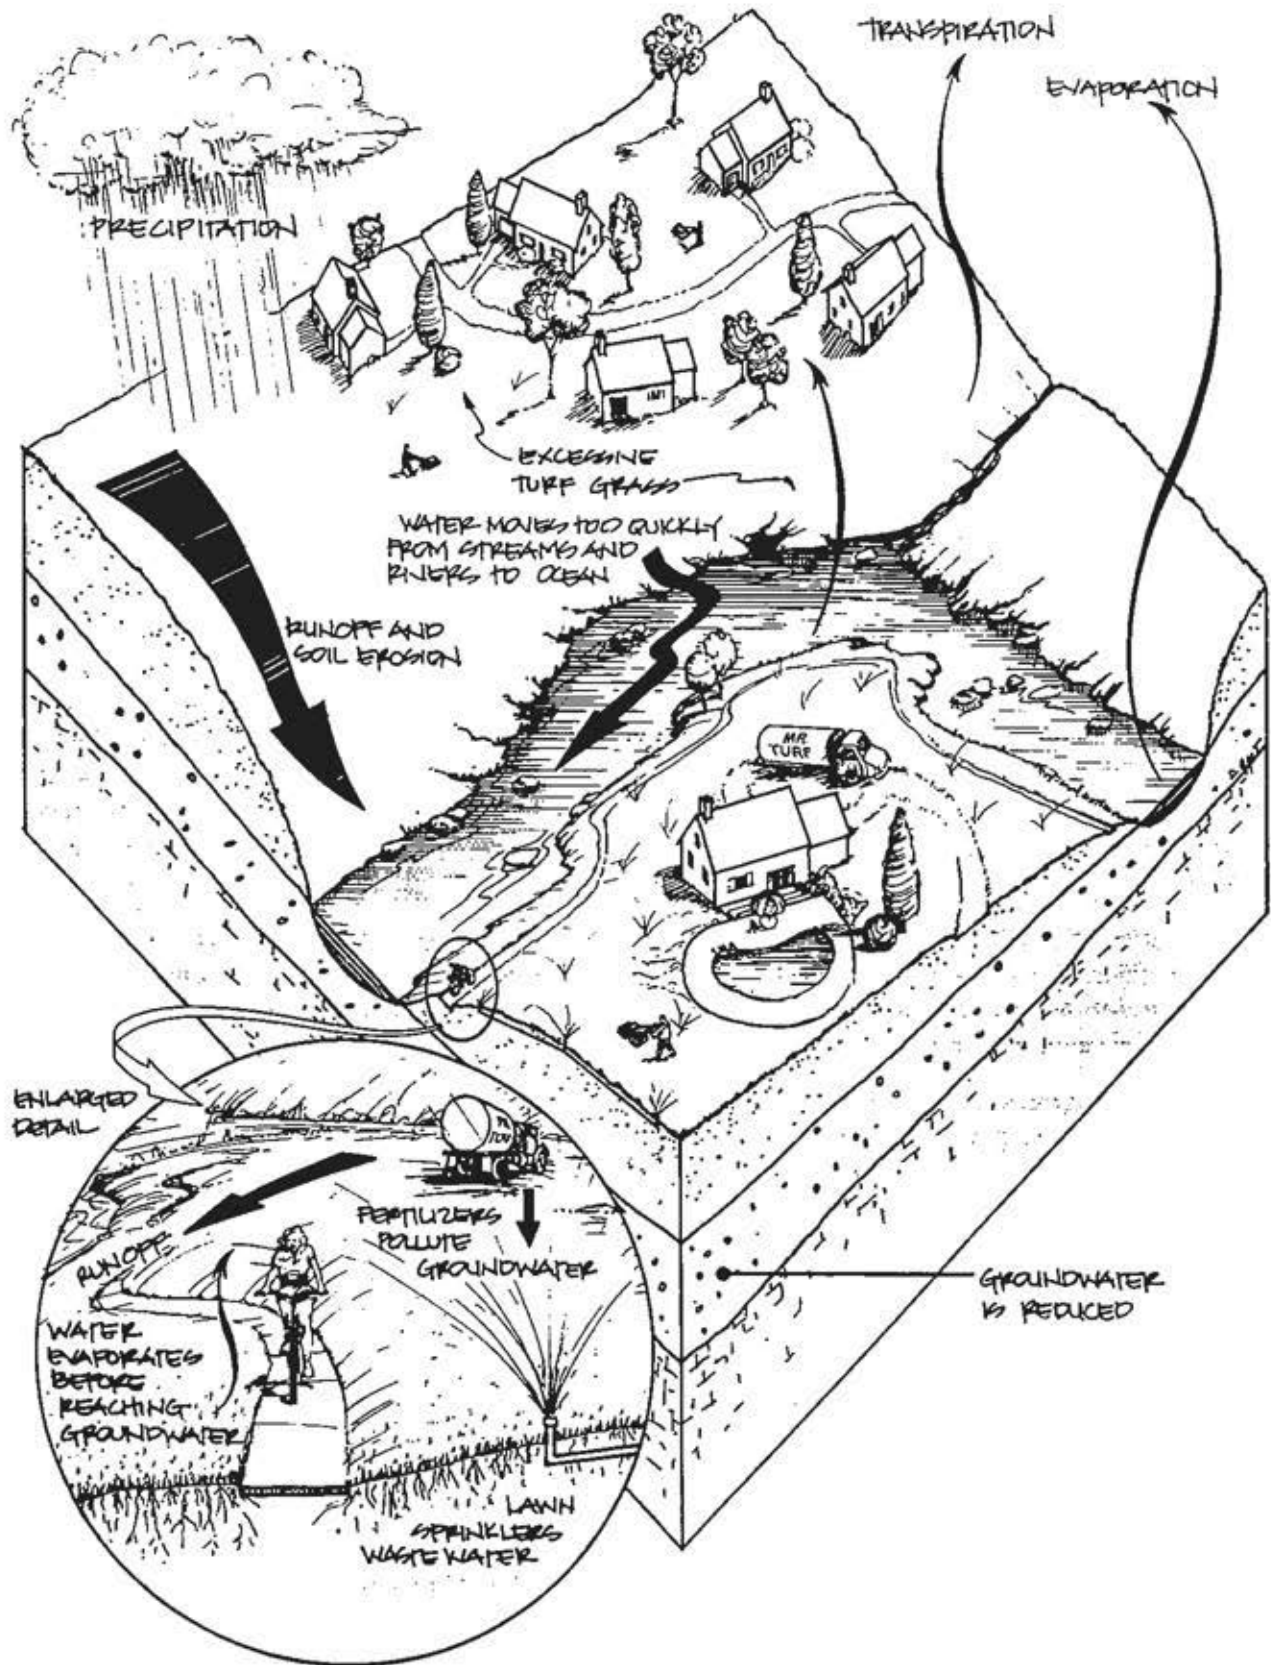 TRANSPIRATION
EVAPORATION
PRECIPITATION
EXCESSIVE
TURF GRASS
WATER MOVES TOO QUICKLY
FROM STREAMS AND
RIVERS TO OCEAN
RUNOFF AND
SOIL EROSION
MR
TURF
ENLARGED
DETAIL
TURF
FERTILIZERS
POLLUTE
GROUNDWATER
RUNOFF
WATER
EVAPORATES
BEFORE
REACHING
GROUNDWATER
GROUNDWATER
IS REDUCED
LAWN
SPRINKLERS
WASTE WATER